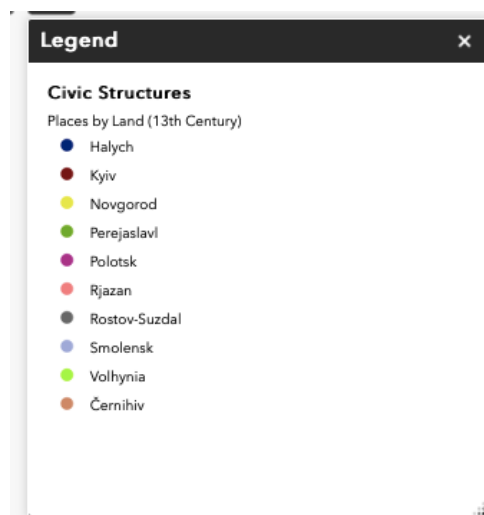 Legend
Civic Structures
Places by Land (13th Century)
Halych
Kyiv
Novgorod
Perejaslavl
Polotsk
Rjazan
Rostov-Suzdal
Smolensk
Volhynia
Černihiv